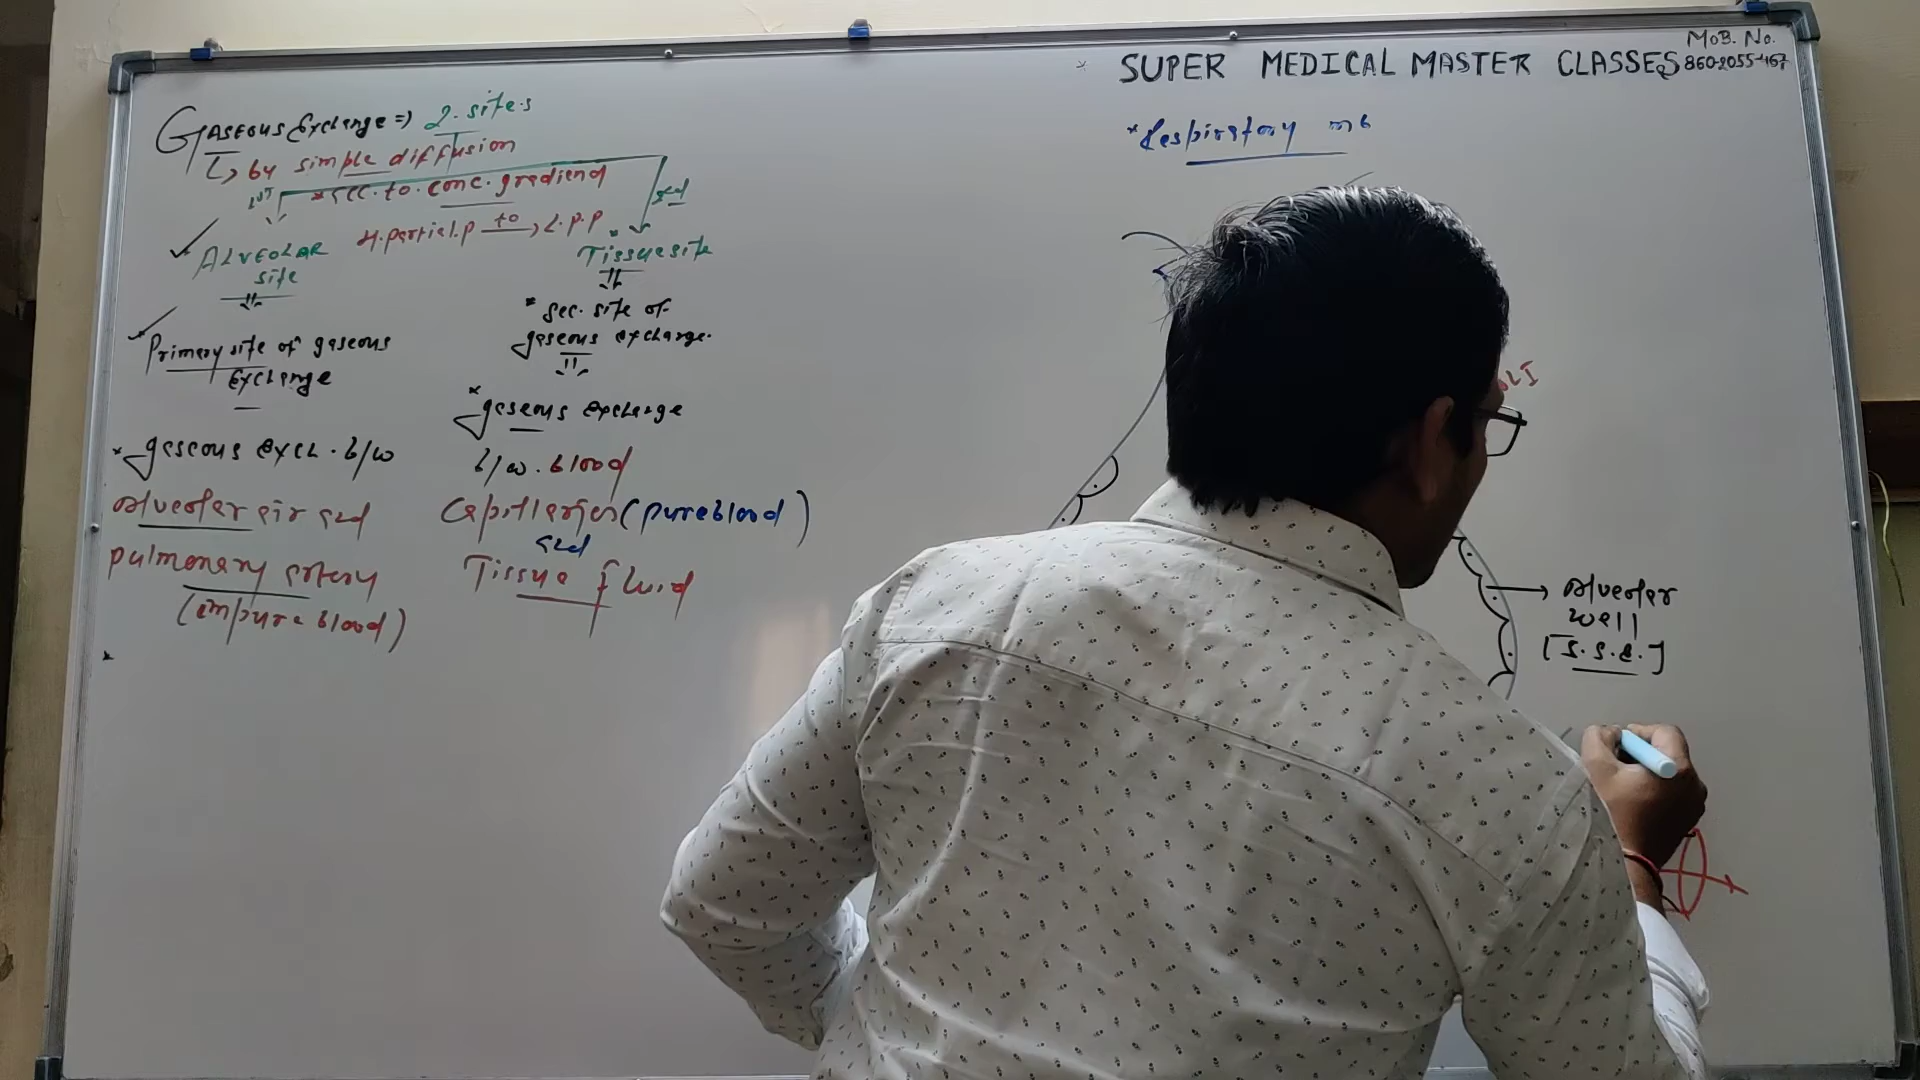 SUPER MEDICAL MASTER CLASSES
MOB. No.
860-2055-467
GASEOUS Exchange => 2. sites
↳ by simple diffusion
1st
* acc. to. conc. gradiend
2nd
H. partial. p to → L.P.P
ALVEOLAR
site
* Tissue site
Primary site of gaseous
Exchange
* Sec. site of
gaseous exchange.
* gaseous exch. b/w
alveolar air and
pulmonary artery
(impure blood)
* gaseous exchange
b/w. blood
Capillaries (pure blood)
and
Tissue fluid
* Respiratory mb
LI
alveolar
wall
[S.S.E.]